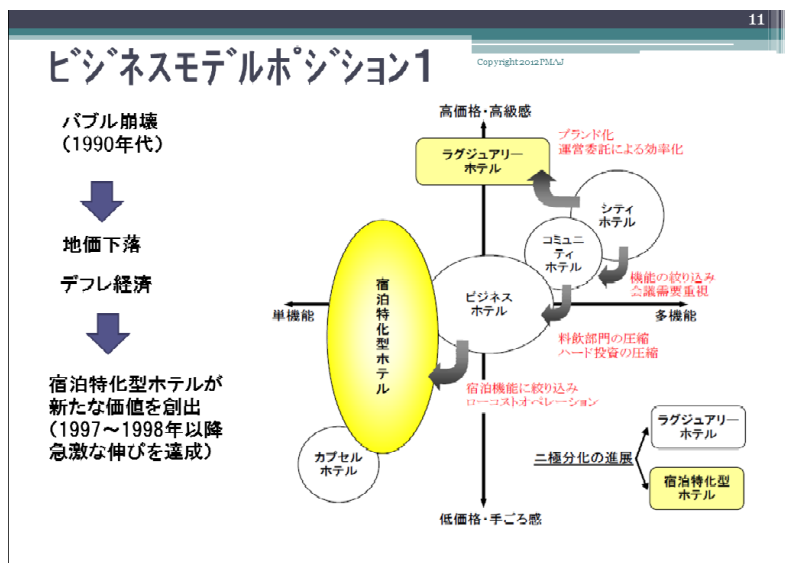 11
ビジネスモデルポジション1
Copyright2012PMAJ
バブル崩壊
(1990年代)
地価下落
デフレ経済
宿泊特化型ホテルが
新たな価値を創出
(1997～1998年以降
急激な伸びを達成)
高価格・高級感
ラグジュアリー
ホテル
ブランド化
運営委託による効率化
シティ
ホテル
コミュニ
ティ
ホテル
機能の絞り込み
会議需要重視
宿泊特化型ホテル
ビジネス
ホテル
単機能
多機能
料飲部門の圧縮
ハード投資の圧縮
宿泊機能に絞り込み
ローコストオペレーション
カプセル
ホテル
低価格・手ごろ感
二極分化の進展
ラグジュアリー
ホテル
宿泊特化型
ホテル